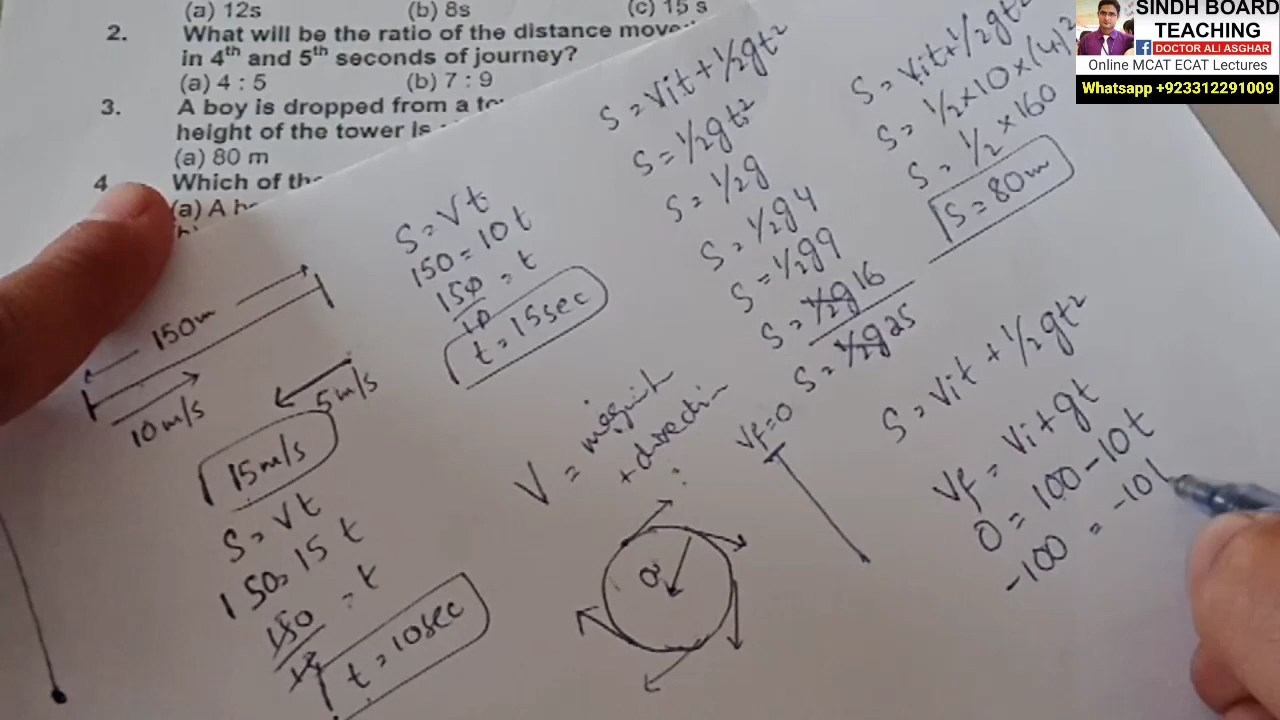 (a) 12s (b) 8s (c) 15 s
2. What will be the ratio of the distance move
in 4th and 5th seconds of journey?
(a) 4 : 5 (b) 7 : 9
3. A boy is dropped from a to
height of the tower is
(a) 80 m
4 Which of th
(a) A
SINDH BOARD
TEACHING
DOCTOR ALI ASGHAR
Online MCAT ECAT Lectures
Whatsapp +923312291009
150m
10m/s
5m/s
15m/s
S = Vt
150 = 15 t
150 = t
t = 10sec
S = Vt
150 = 10 t
150 = t
10
t = 15sec
V = magnit
+ direction
a
S = Vit + ½gt²
S = ½gt²
S = ½g
S = ½g4
S = ½g9
S = ½g16
S = ½g25
Vf = 0
S = Vit + ½gt²
S = ½ × 10 × (4)²
S = ½ × 160
S = 80m
S = Vit + ½gt²
Vf = Vi + gt
0 = 100 - 10t
-100 = -10